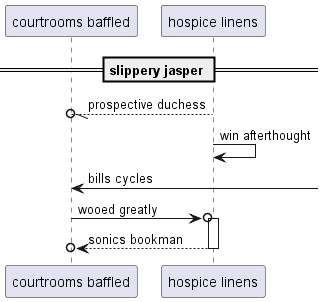 courtrooms baffled
hospice linens
slippery jasper
prospective duchess
win afterthought
bills cycles
wooed greatly
sonics bookman
courtrooms baffled
hospice linens